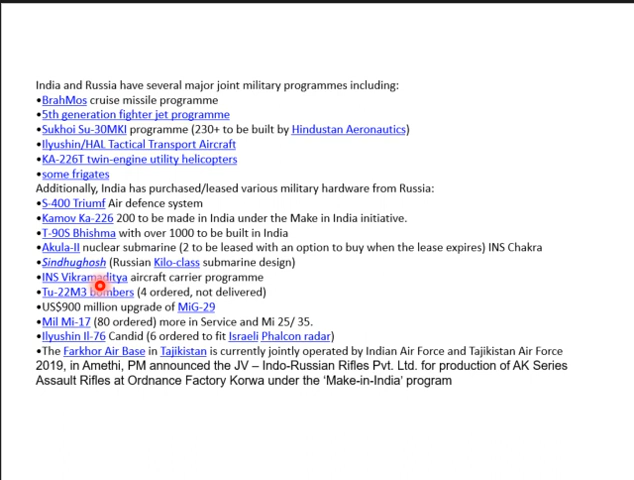 India and Russia have several major joint military programmes including:
•BrahMos cruise missile programme
•5th generation fighter jet programme
•Sukhoi Su-30MKI programme (230+ to be built by Hindustan Aeronautics)
•Ilyushin/HAL Tactical Transport Aircraft
•KA-226T twin-engine utility helicopters
•some frigates
Additionally, India has purchased/leased various military hardware from Russia:
•S-400 Triumf Air defence system
•Kamov Ka-226 200 to be made in India under the Make in India initiative.
•T-90S Bhishma with over 1000 to be built in India
•Akula-II nuclear submarine (2 to be leased with an option to buy when the lease expires) INS Chakra
•Sindhughosh (Russian Kilo-class submarine design)
•INS Vikramaditya aircraft carrier programme
•Tu-22M3 bombers (4 ordered, not delivered)
•US$900 million upgrade of MiG-29
•Mil Mi-17 (80 ordered) more in Service and Mi 25/ 35.
•Ilyushin Il-76 Candid (6 ordered to fit Israeli Phalcon radar)
•The Farkhor Air Base in Tajikistan is currently jointly operated by Indian Air Force and Tajikistan Air Force
2019, in Amethi, PM announced the JV – Indo-Russian Rifles Pvt. Ltd. for production of AK Series
Assault Rifles at Ordnance Factory Korwa under the ‘Make-in-India’ program